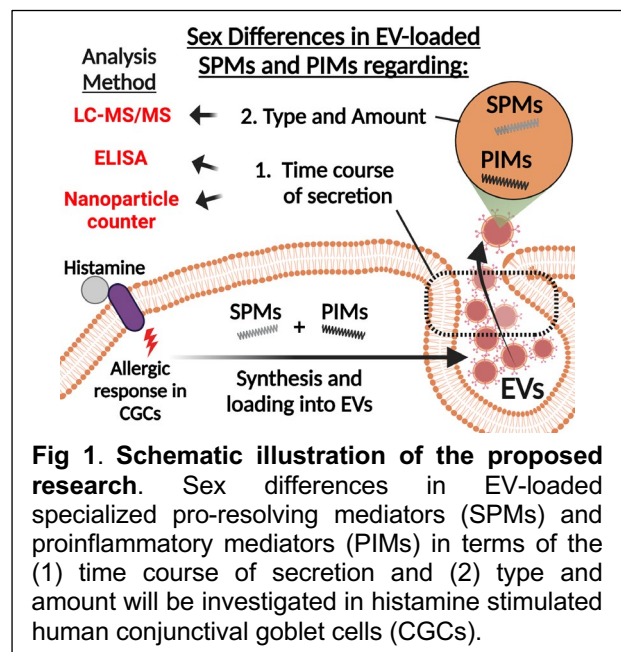 Sex Differences in EV-loaded
SPMs and PIMs regarding:
Analysis
Method
LC-MS/MS
2. Type and Amount
SPMs
PIMs
ELISA
1. Time course
of secretion
Nanoparticle
counter
Histamine
SPMs + PIMs
Allergic
response in
CGCs
Synthesis and
loading into EVs
EVs
Fig 1. Schematic illustration of the proposed
research. Sex differences in EV-loaded
specialized pro-resolving mediators (SPMs) and
proinflammatory mediators (PIMs) in terms of the
(1) time course of secretion and (2) type and
amount will be investigated in histamine stimulated
human conjunctival goblet cells (CGCs).